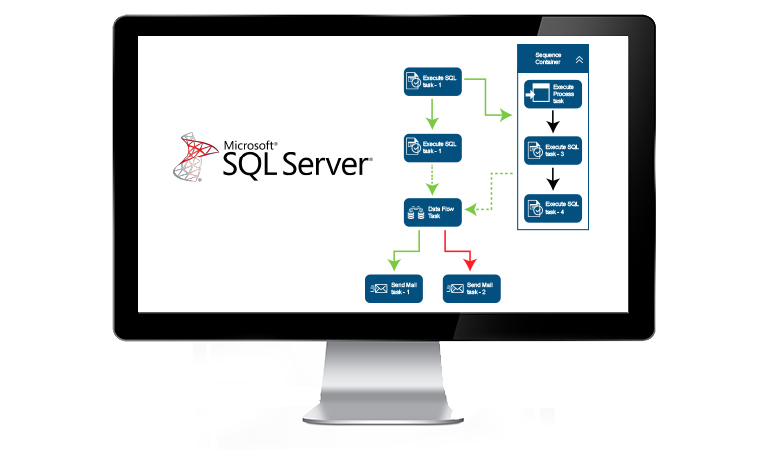 Microsoft®
SQL Server®
Execute SQL
task - 1
Execute SQL
task - 1
Data Flow
Task
Send Mail
task - 1
Send Mail
task - 2
Sequence
Container
Execute
Process
task
Execute SQL
task - 3
Execute SQL
task - 4